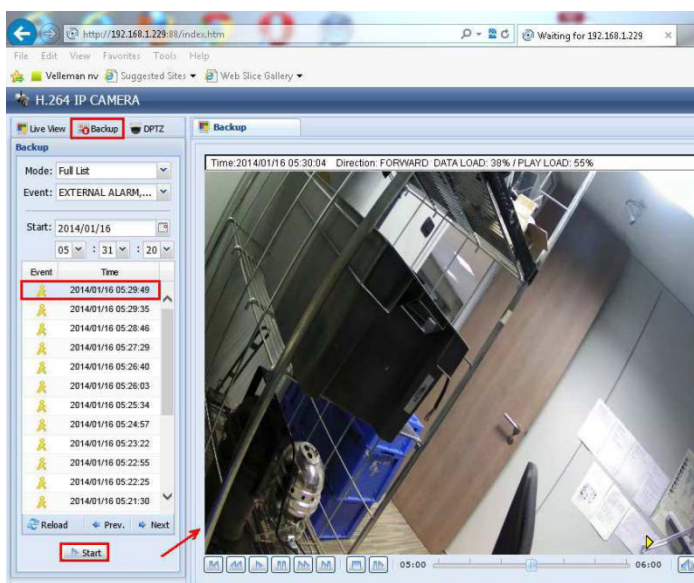 http://192.168.1.229:88/index.htm
Waiting for 192.168.1.229
File Edit View Favorites Tools Help
Velleman nv Suggested Sites Web Slice Gallery
H.264 IP CAMERA
Live View Backup DPTZ
Backup
Backup
Mode: Full List
Event: EXTERNAL ALARM,...
Start: 2014/01/16
05 : 31 : 20
Event Time
2014/01/16 05:29:49
2014/01/16 05:29:35
2014/01/16 05:28:46
2014/01/16 05:27:29
2014/01/16 05:26:40
2014/01/16 05:26:03
2014/01/16 05:25:34
2014/01/16 05:24:57
2014/01/16 05:23:22
2014/01/16 05:22:55
2014/01/16 05:22:25
2014/01/16 05:21:30
Reload Prev. Next
Start
Time:2014/01/16 05:30:04 Direction: FORWARD DATA LOAD: 38% / PLAY LOAD: 55%
05:00 06:00